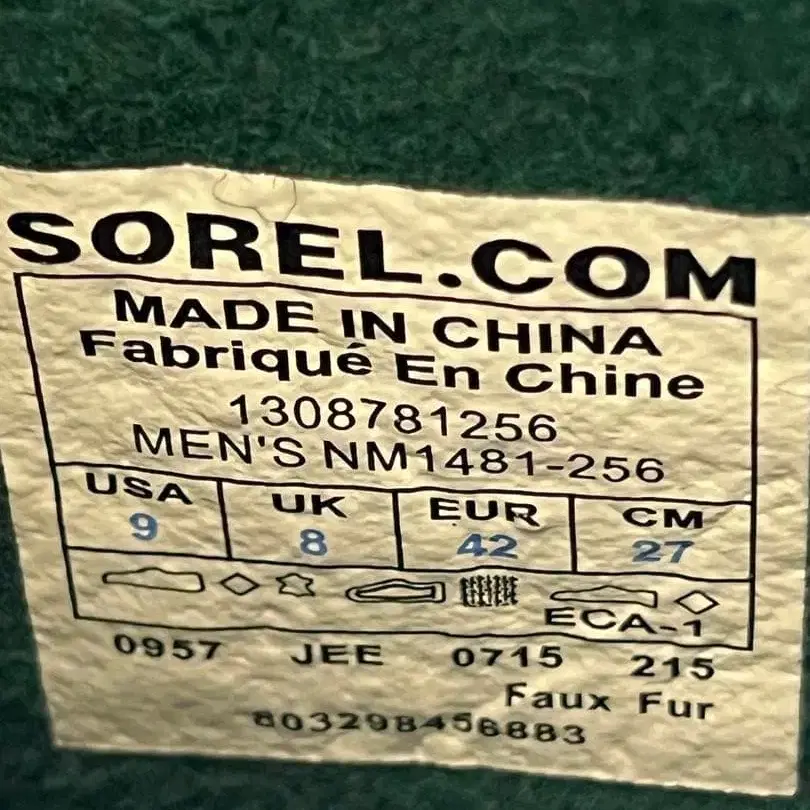 SOREL.COM
MADE IN CHINA
Fabriqué En Chine
1308781256
MEN'S NM1481-256
USA UK EUR CM
9 8 42 27
ECA-1
0957 JEE 0715 215
Faux Fur
803298456883